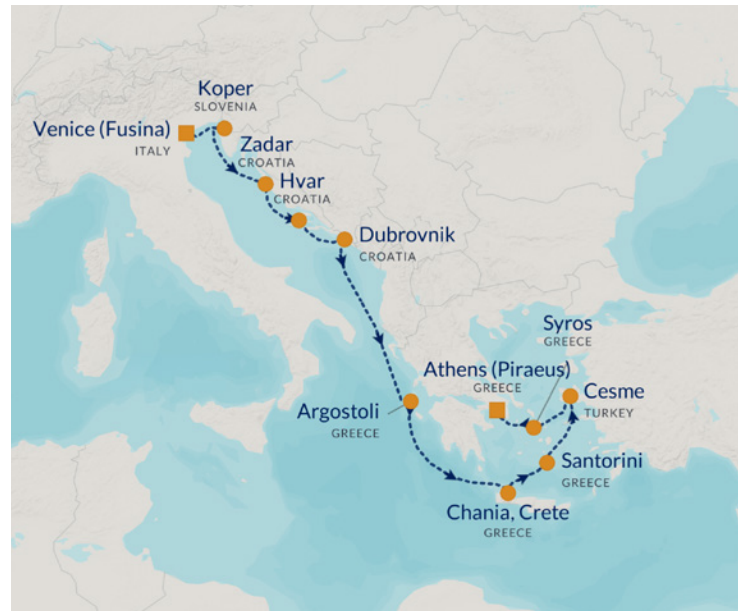 Koper
SLOVENIA
Venice (Fusina)
ITALY
Zadar
CROATIA
Hvar
CROATIA
Dubrovnik
CROATIA
Syros
GREECE
Athens (Piraeus)
GREECE
Cesme
TURKEY
Argostoli
GREECE
Santorini
GREECE
Chania, Crete
GREECE